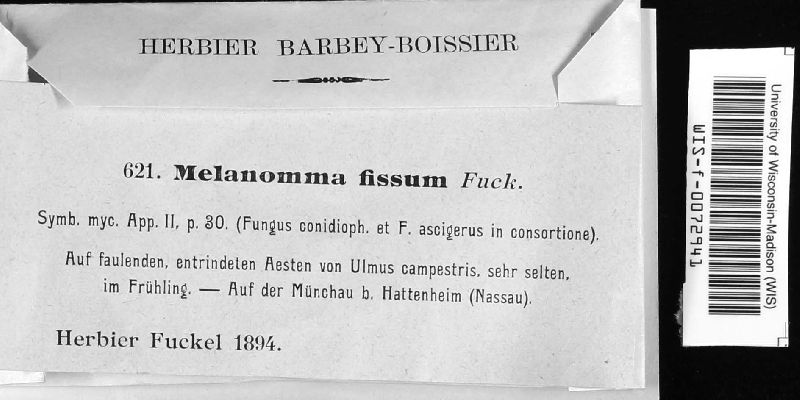 HERBIER BARBEY-BOISSIER
621. Melanomma fissum Fuck.
Symb. myc. App. II, p. 30. (Fungus conidioph. et F. ascigerus in consortione).
Auf faulenden, entrindeten Aesten von Ulmus campestris, sehr selten,
im Frühling. — Auf der Münchau b. Hattenheim (Nassau).
Herbier Fuckel 1894.
University of Wisconsin-Madison (WIS)
WIS-f-0072941